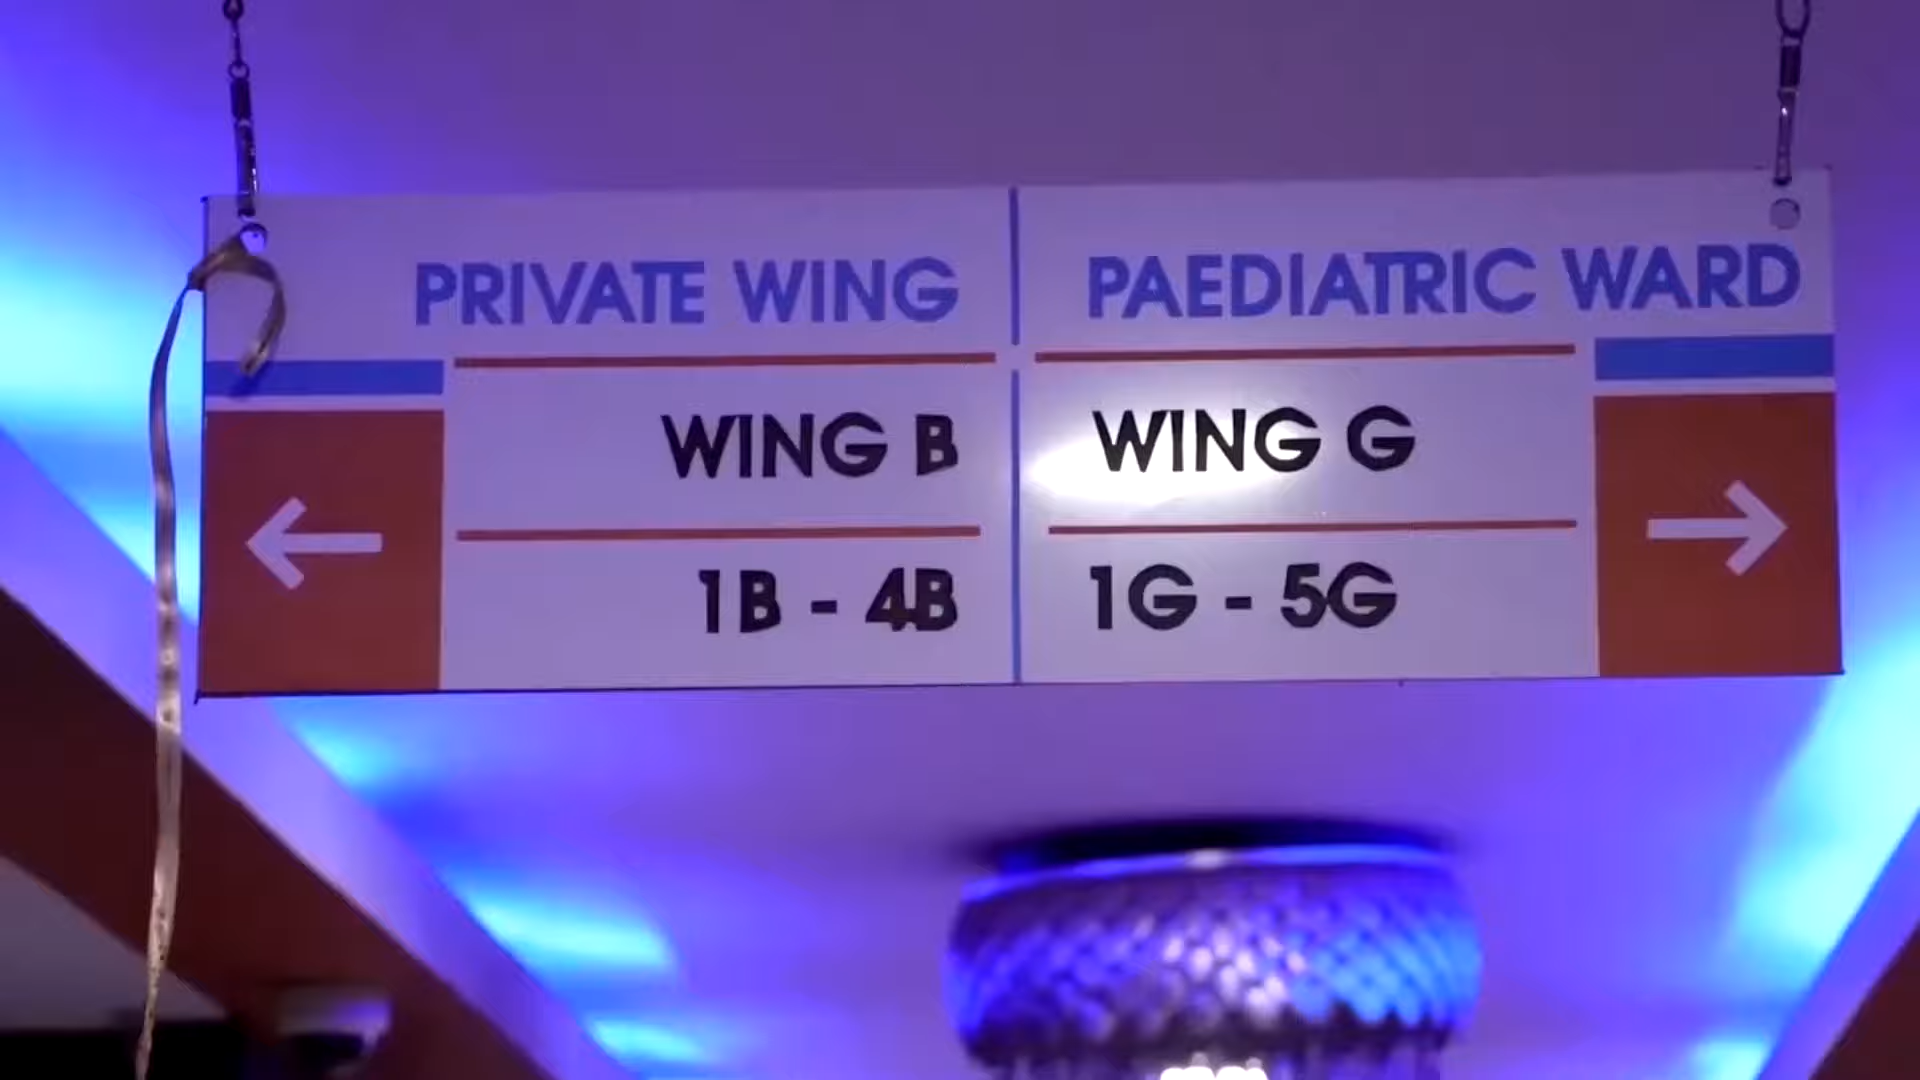 PRIVATE WING
WING B
1B - 4B
PAEDIATRIC WARD
WING G
1G - 5G